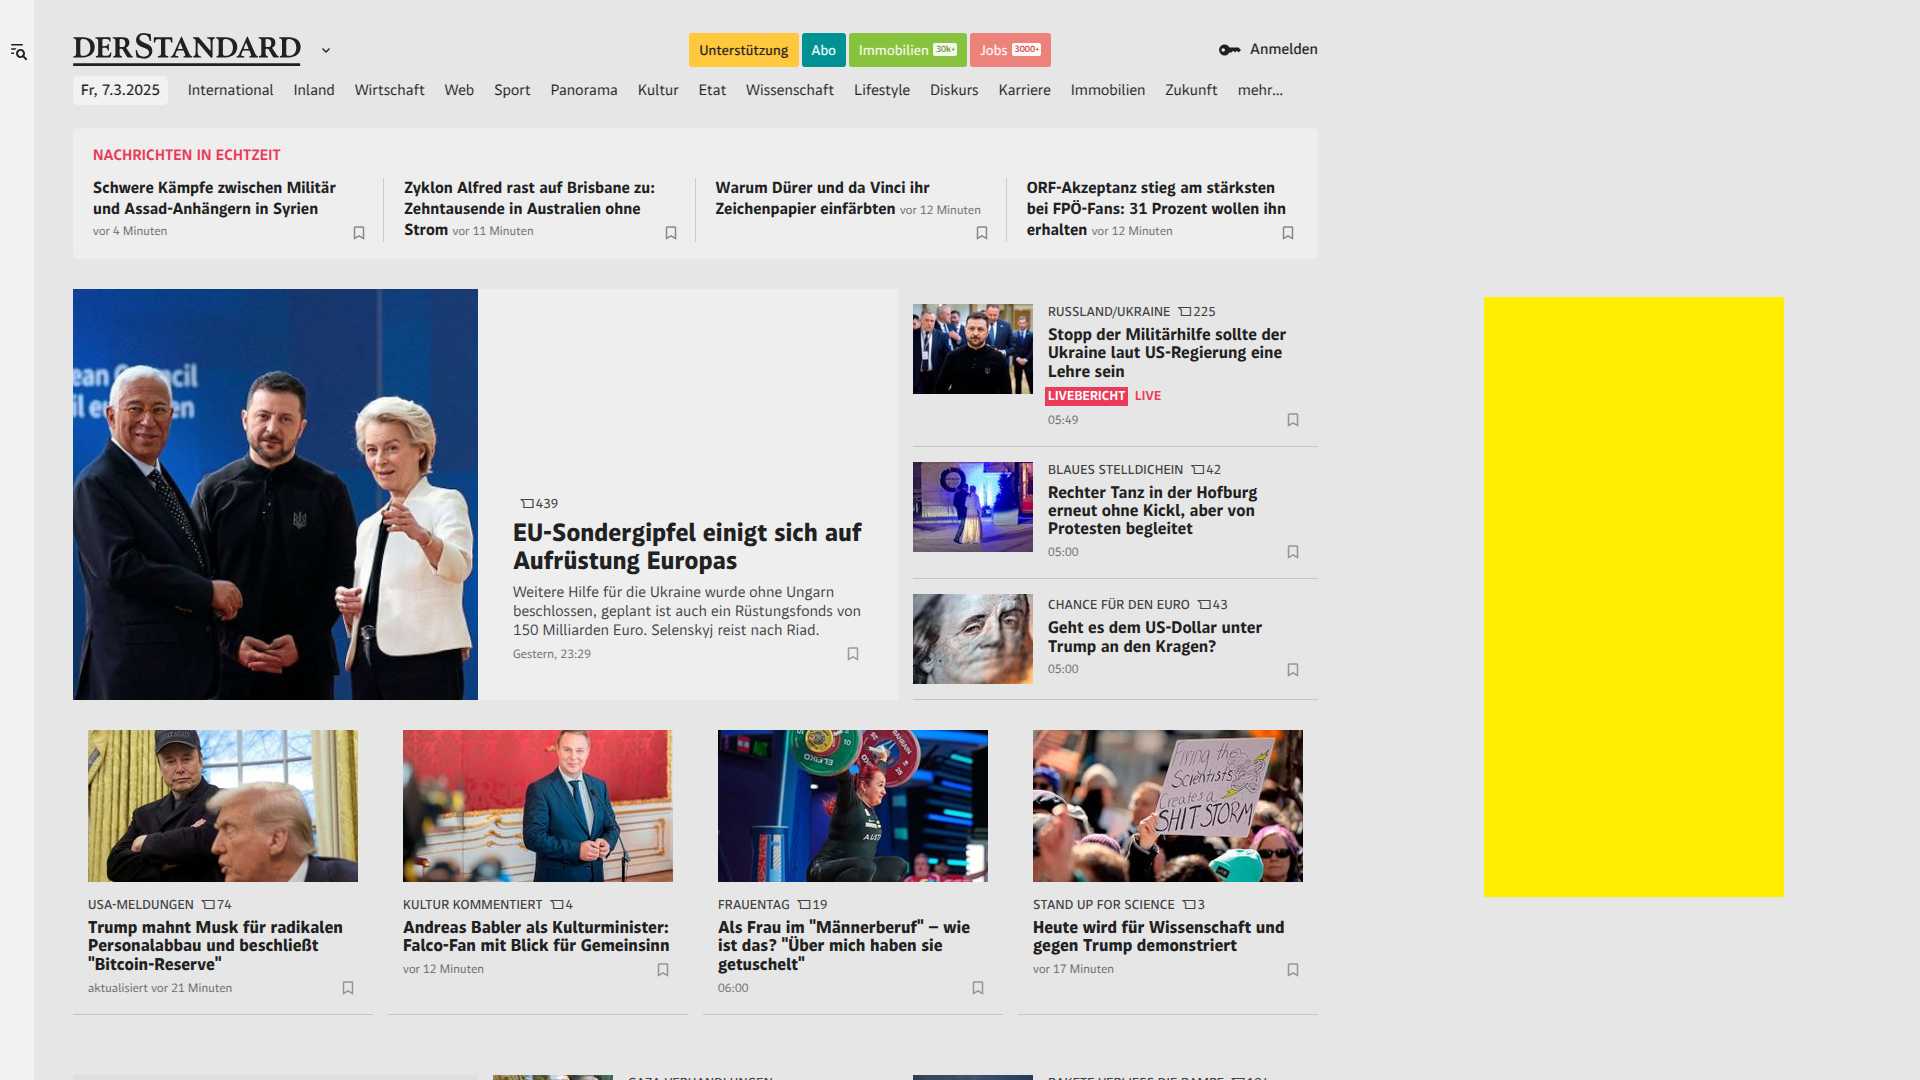 DERSTANDARD
Unterstützung
Abo
Immobilien 30k+
Jobs 3000+
Anmelden
Fr, 7.3.2025
International
Inland
Wirtschaft
Web
Sport
Panorama
Kultur
Etat
Wissenschaft
Lifestyle
Diskurs
Karriere
Immobilien
Zukunft
mehr...
NACHRICHTEN IN ECHTZEIT
Schwere Kämpfe zwischen Militär
und Assad-Anhängern in Syrien
vor 4 Minuten
Zyklon Alfred rast auf Brisbane zu:
Zehntausende in Australien ohne
Strom vor 11 Minuten
Warum Dürer und da Vinci ihr
Zeichenpapier einfärbten vor 12 Minuten
ORF-Akzeptanz stieg am stärksten
bei FPÖ-Fans: 31 Prozent wollen ihn
erhalten vor 12 Minuten
439
EU-Sondergipfel einigt sich auf
Aufrüstung Europas
Weitere Hilfe für die Ukraine wurde ohne Ungarn
beschlossen, geplant ist auch ein Rüstungsfonds von
150 Milliarden Euro. Selenskyj reist nach Riad.
Gestern, 23:29
RUSSLAND/UKRAINE 225
Stopp der Militärhilfe sollte der
Ukraine laut US-Regierung eine
Lehre sein
LIVEBERICHT LIVE
05:49
BLAUES STELLDICHEIN 42
Rechter Tanz in der Hofburg
erneut ohne Kickl, aber von
Protesten begleitet
05:00
CHANCE FÜR DEN EURO 43
Geht es dem US-Dollar unter
Trump an den Kragen?
05:00
USA-MELDUNGEN 74
Trump mahnt Musk für radikalen
Personalabbau und beschließt
"Bitcoin-Reserve"
aktualisiert vor 21 Minuten
KULTUR KOMMENTIERT 4
Andreas Babler als Kulturminister:
Falco-Fan mit Blick für Gemeinsinn
vor 12 Minuten
ELEIKO
AUST
FRAUENTAG 19
Als Frau im "Männerberuf" – wie
ist das? "Über mich haben sie
getuschelt"
06:00
Firing the
Scientists
Creates a
SHITSTORM
STAND UP FOR SCIENCE 3
Heute wird für Wissenschaft und
gegen Trump demonstriert
vor 17 Minuten